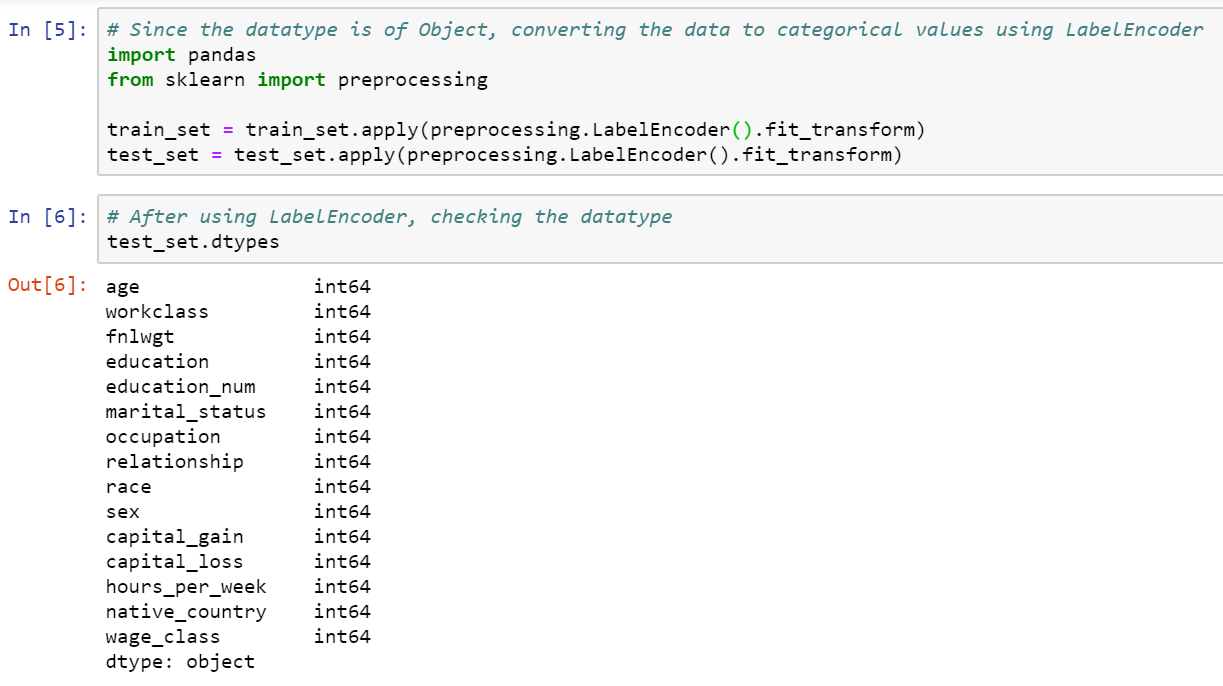 In [5]: # Since the datatype is of Object, converting the data to categorical values using LabelEncoder
import pandas
from sklearn import preprocessing
train_set = train_set.apply(preprocessing.LabelEncoder().fit_transform)
test_set = test_set.apply(preprocessing.LabelEncoder().fit_transform)
In [6]: # After using LabelEncoder, checking the datatype
test_set.dtypes
Out[6]: age int64
workclass int64
fnlwgt int64
education int64
education_num int64
marital_status int64
occupation int64
relationship int64
race int64
sex int64
capital_gain int64
capital_loss int64
hours_per_week int64
native_country int64
wage_class int64
dtype: object